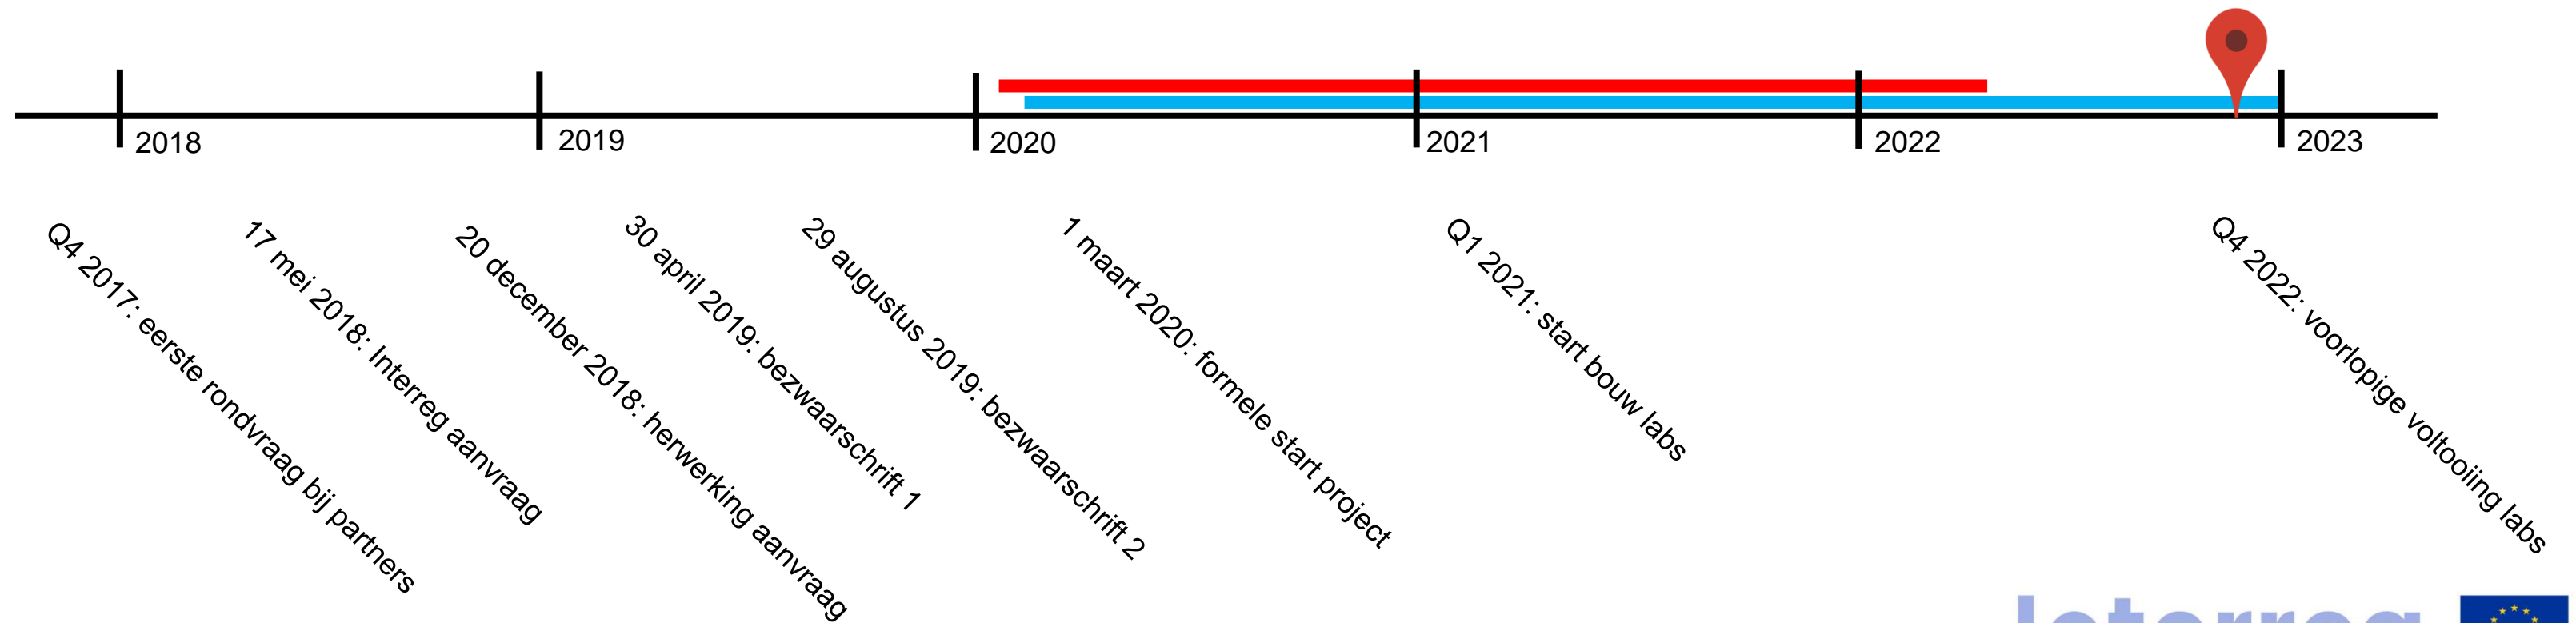 2018
2019
2020
2021
2022
2023
Q4 2017: eerste rondvraag bij partners
17 mei 2018: Interreg aanvraag
20 december 2018: herwerking aanvraag
30 april 2019: bezwaarschrift 1
29 augustus 2019: bezwaarschrift 2
1 maart 2020: formele start project
Q1 2021: start bouw labs
Q4 2022: voorlopige voltooiing labs
Interreg